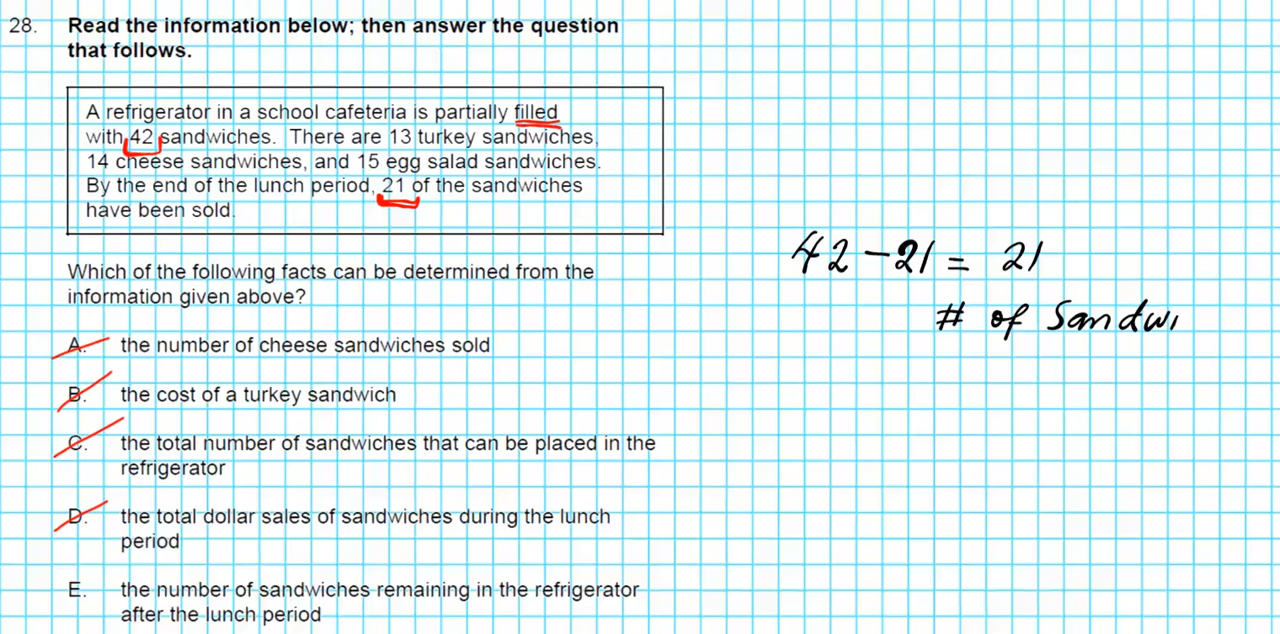 28. Read the information below; then answer the question
that follows.
A refrigerator in a school cafeteria is partially filled
with 42 sandwiches. There are 13 turkey sandwiches,
14 cheese sandwiches, and 15 egg salad sandwiches.
By the end of the lunch period, 21 of the sandwiches
have been sold.
42 - 21 = 21
# of Sandwi
Which of the following facts can be determined from the
information given above?
A. the number of cheese sandwiches sold
B. the cost of a turkey sandwich
C. the total number of sandwiches that can be placed in the
refrigerator
D. the total dollar sales of sandwiches during the lunch
period
E. the number of sandwiches remaining in the refrigerator
after the lunch period